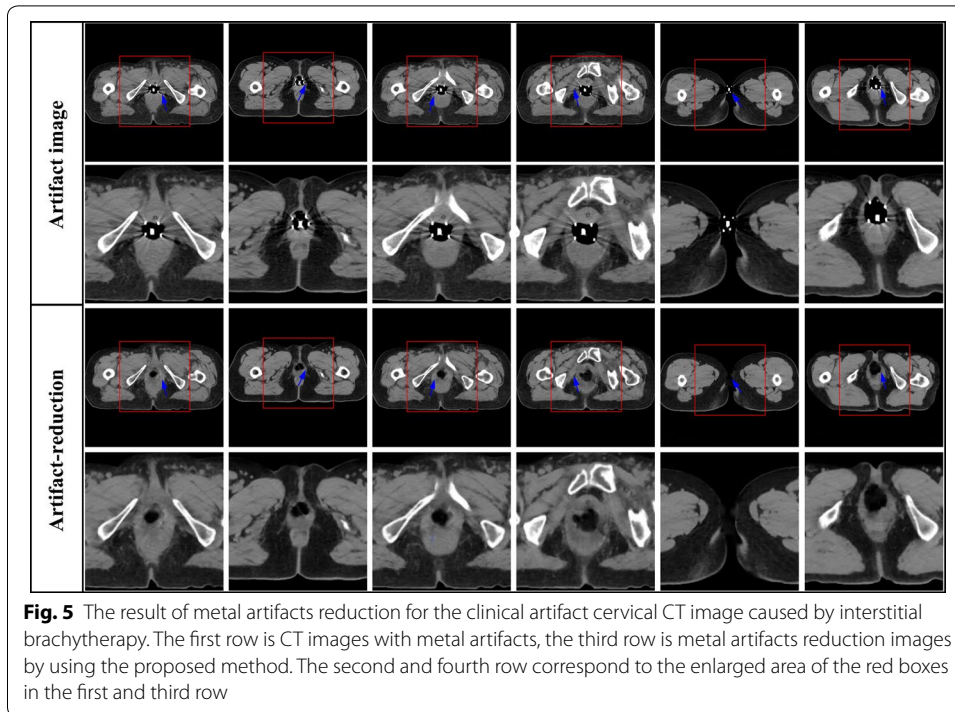 Artifact image
Artifact-reduction
Fig. 5 The result of metal artifacts reduction for the clinical artifact cervical CT image caused by interstitial
brachytherapy. The first row is CT images with metal artifacts, the third row is metal artifacts reduction images
by using the proposed method. The second and fourth row correspond to the enlarged area of the red boxes
in the first and third row